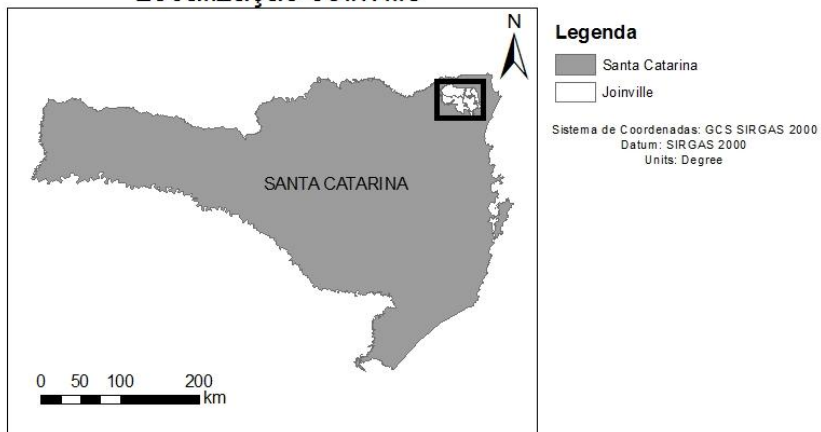 N
SANTA CATARINA
0 50 100 200
km
Legenda
Santa Catarina
Joinville
Sistema de Coordenadas: GCS SIRGAS 2000
Datum: SIRGAS 2000
Units: Degree